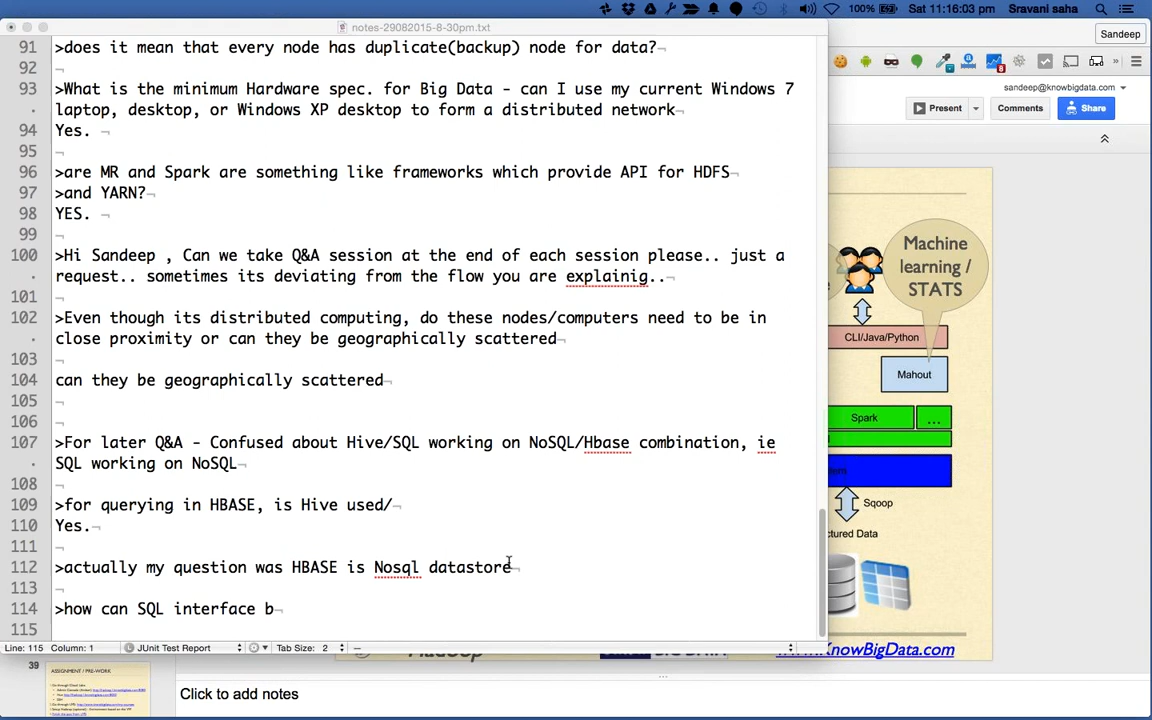 100% Sat 11:16:03 pm Sravani saha
notes-29082015-8-30pm.txt
Sandeep
91 >does it mean that every node has duplicate(backup) node for data?¬
92 ¬
93 >What is the minimum Hardware spec. for Big Data - can I use my current Windows 7
· laptop, desktop, or Windows XP desktop to form a distributed network¬
94 Yes. ¬
95 ¬
96 >are MR and Spark are something like frameworks which provide API for HDFS¬
97 >and YARN?¬
98 YES. ¬
99 ¬
100 >Hi Sandeep , Can we take Q&A session at the end of each session please.. just a
· request.. sometimes its deviating from the flow you are explainig..¬
101 ¬
102 >Even though its distributed computing, do these nodes/computers need to be in
· close proximity or can they be geographically scattered¬
103 ¬
104 can they be geographically scattered¬
105 ¬
106 ¬
107 >For later Q&A - Confused about Hive/SQL working on NoSQL/Hbase combination, ie
· SQL working on NoSQL¬
108 ¬
109 >for querying in HBASE, is Hive used/¬
110 Yes.¬
111 ¬
112 >actually my question was HBASE is Nosql datastore¬
113 ¬
114 >how can SQL interface b¬
115
Line: 115 Column: 1 JUnit Test Report Tab Size: 2 —
sandeep@knowbigdata.com
Present Comments Share
Machine
learning /
STATS
CLI/Java/Python
Mahout
Spark ...
Sqoop
ctured Data
www.KnowBigData.com
39
ASSIGNMENT / PRE-WORK
Click to add notes